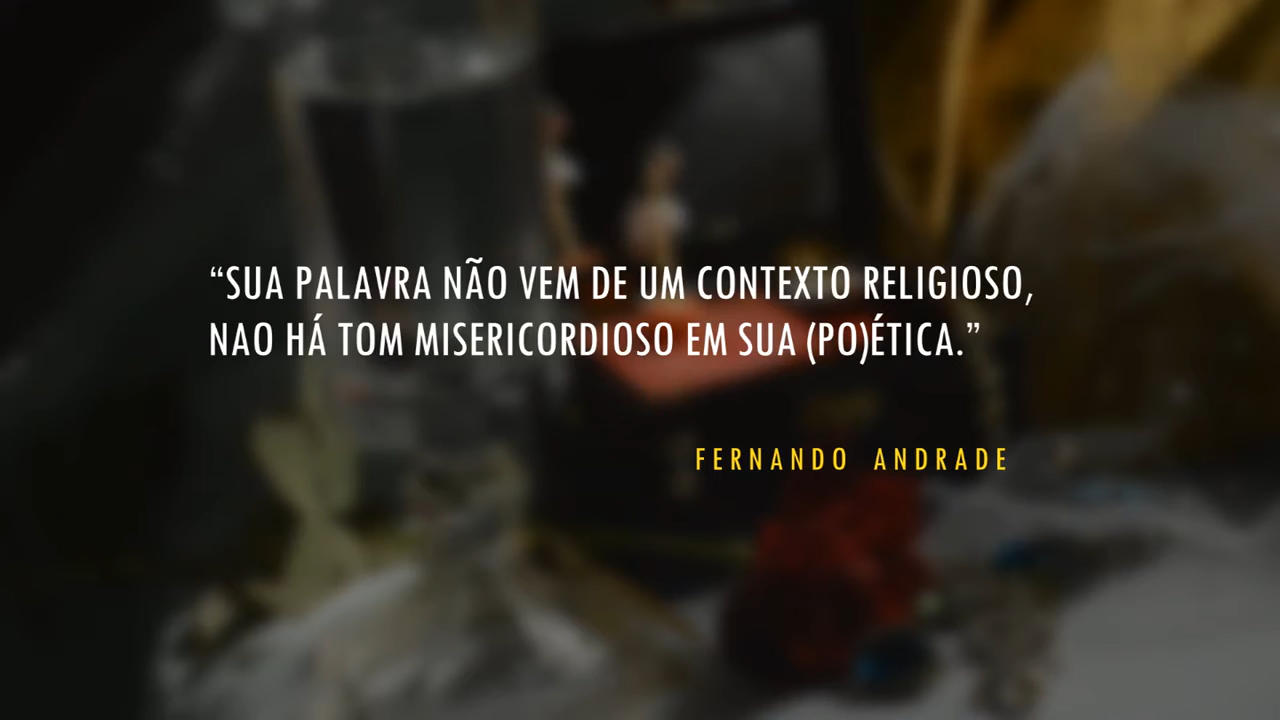 “SUA PALAVRA NÃO VEM DE UM CONTEXTO RELIGIOSO,
NAO HÁ TOM MISERICORDIOSO EM SUA (PO)ÉTICA.”
FERNANDO ANDRADE